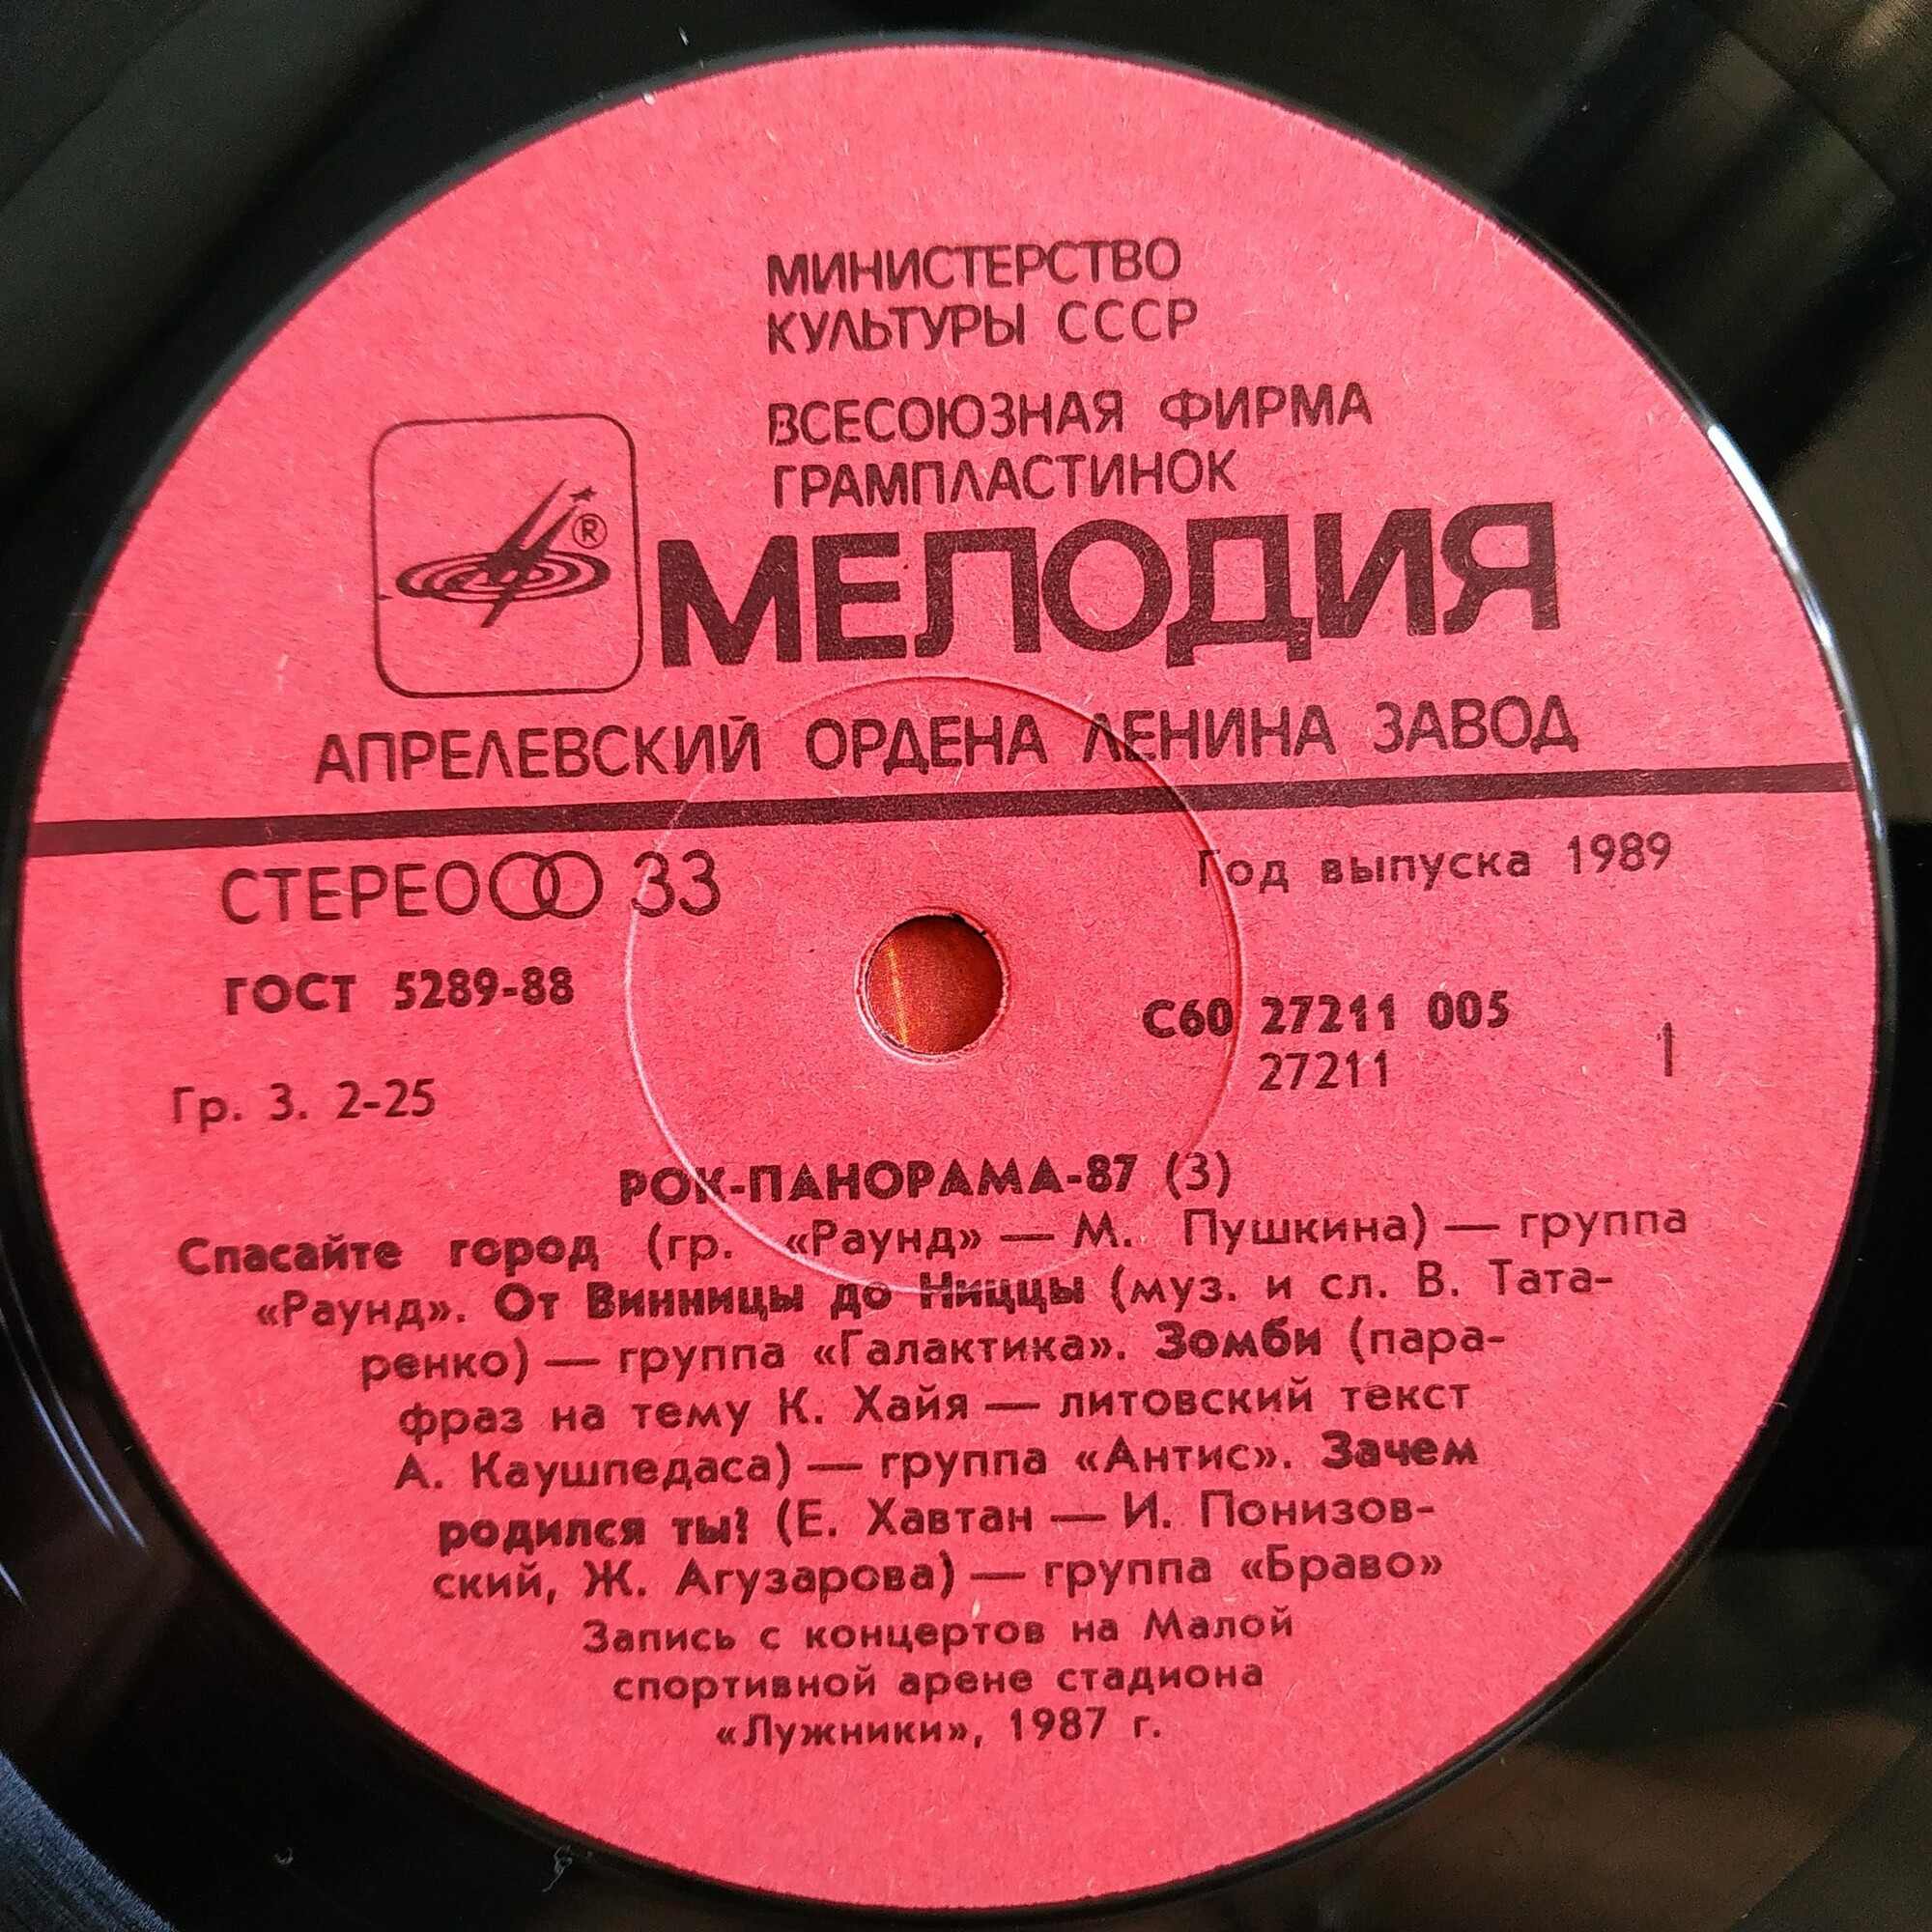 МИНИСТЕРСТВО
КУЛЬТУРЫ СССР
ВСЕСОЮЗНАЯ ФИРМА
ГРАМПЛАСТИНОК
®
МЕЛОДИЯ
АПРЕЛЕВСКИЙ ОРДЕНА ЛЕНИНА ЗАВОД
СТЕРЕО 33
Год выпуска 1989
ГОСТ 5289-88
С60 27211 005
27211
1
Гр. 3. 2-25
РОК-ПАНОРАМА-87 (3)
Спасайте город (гр. «Раунд» — М. Пушкина) — группа
«Раунд». От Винницы до Ниццы (муз. и сл. В. Тата-
ренко) — группа «Галактика». Зомби (пара-
фраз на тему К. Хайя — литовский текст
А. Каушпедаса) — группа «Антис». Зачем
родился ты? (Е. Хавтан — И. Понизов-
ский, Ж. Агузарова) — группа «Браво»
Запись с концертов на Малой
спортивной арене стадиона
«Лужники», 1987 г.